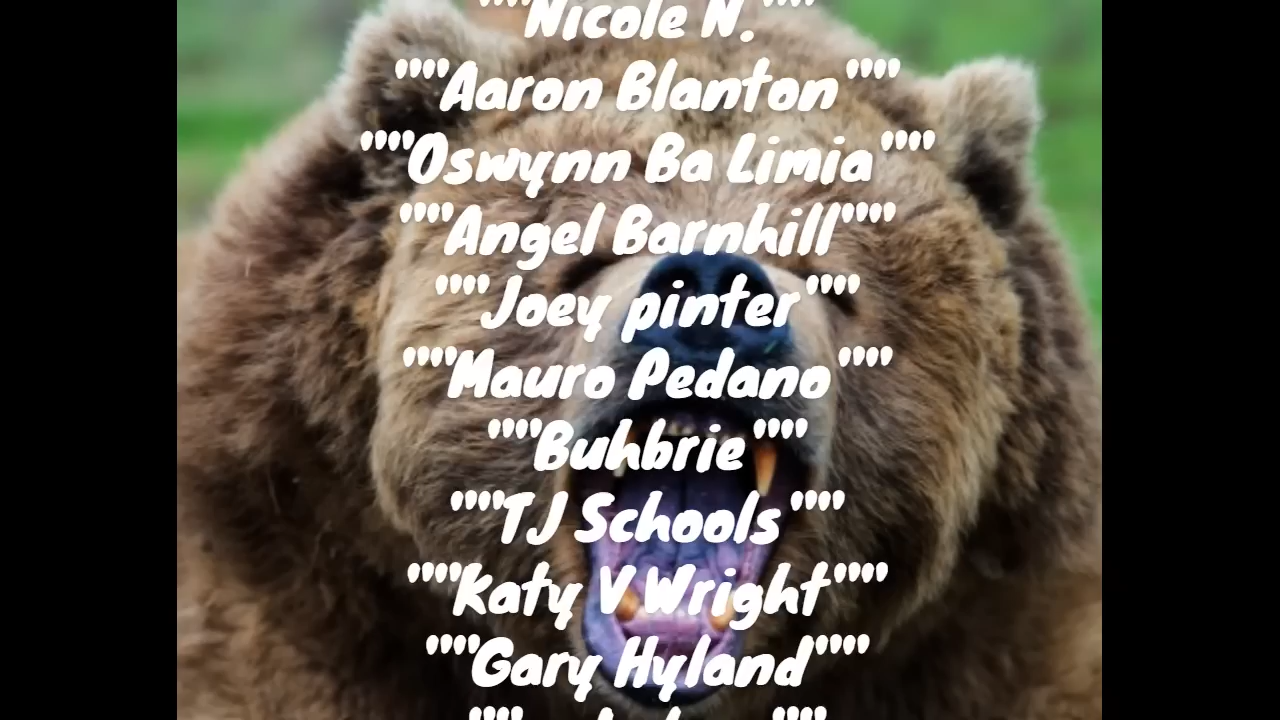 ""Nicole N.""
""Aaron Blanton""
""Oswynn Ba Limia""
""Angel Barnhill""
""Joey pinter""
""Mauro Pedano""
""Buhbrie""
""TJ Schools""
""Katy V Wright""
""Gary Hyland""